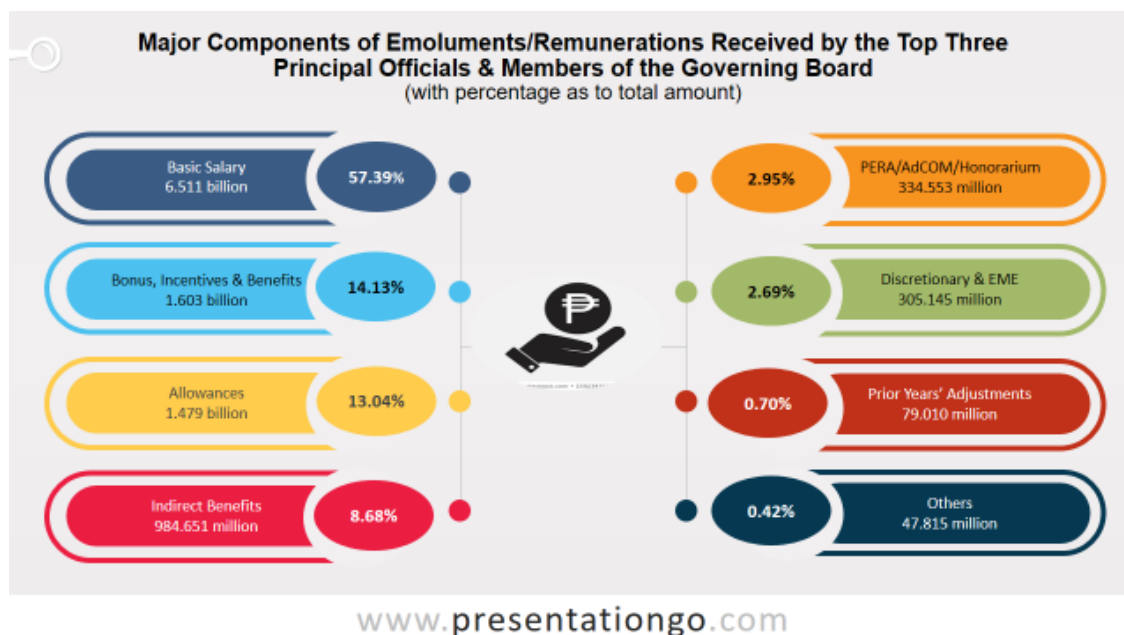 Major Components of Emoluments/Remunerations Received by the Top Three
Principal Officials & Members of the Governing Board
(with percentage as to total amount)
Basic Salary
6.511 billion
57.39%
Bonus, Incentives & Benefits
1.603 billion
14.13%
Allowances
1.479 billion
13.04%
Indirect Benefits
984.651 million
8.68%
2.95%
PERA/AdCOM/Honorarium
334.553 million
2.69%
Discretionary & EME
305.145 million
0.70%
Prior Years' Adjustments
79.010 million
0.42%
Others
47.815 million
www.presentationgo.com